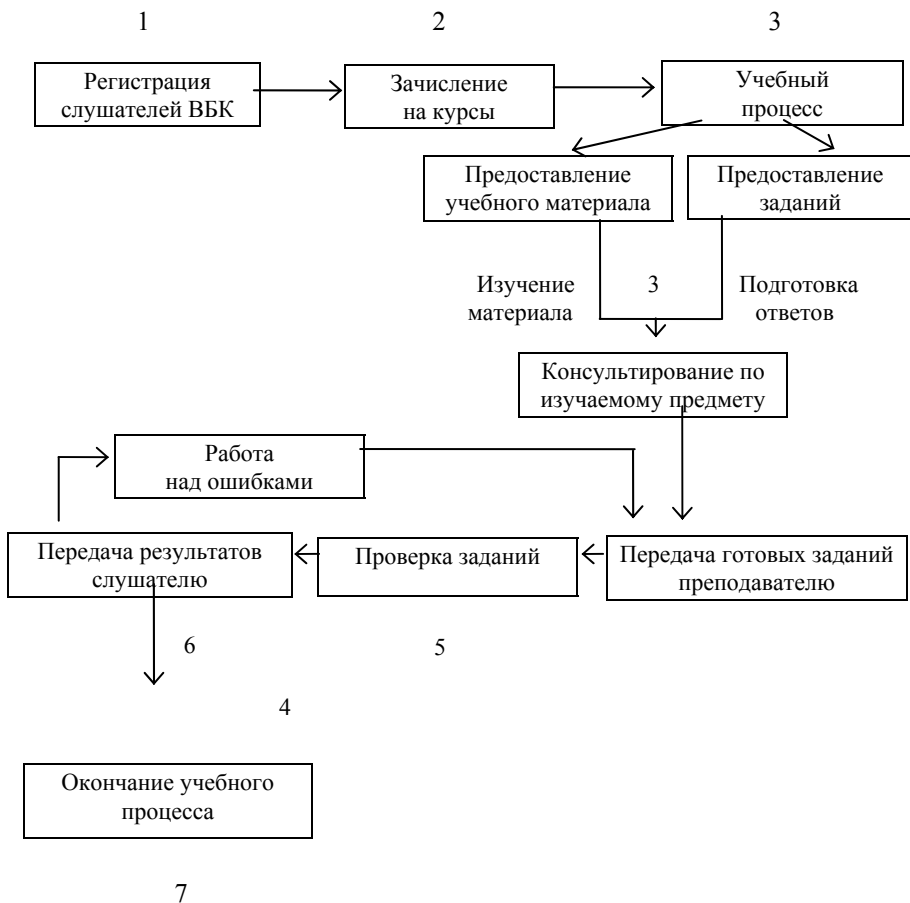 1
2
3
Регистрация
слушателей ВБК
Зачисление
на курсы
Учебный
процесс
Предоставление
учебного материала
Предоставление
заданий
Изучение
материала
3
Подготовка
ответов
Консультирование по
изучаемому предмету
Работа
над ошибками
Передача результатов
слушателю
Проверка заданий
Передача готовых заданий
преподавателю
6
5
4
Окончание учебного
процесса
7